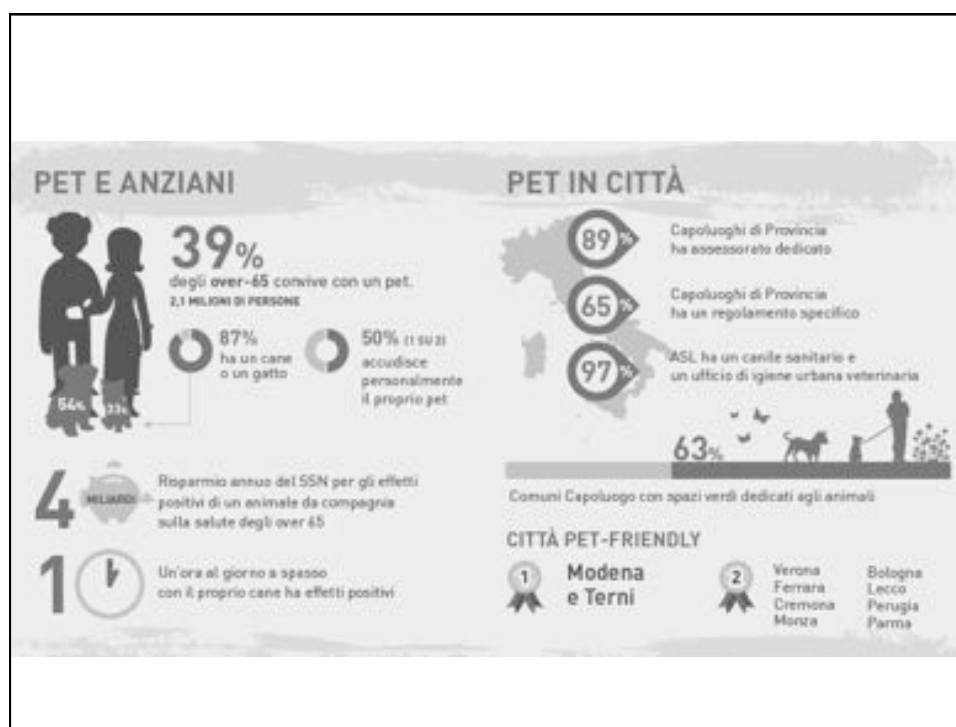 PET E ANZIANI
39%
degli over-65 convive con un pet.
2,1 MILIONI DI PERSONE
87%
ha un cane
o un gatto
50% (1 SU 2)
accudisce
personalmente
il proprio pet
54%
33%
4
MILIARDI
Risparmio annuo del SSN per gli effetti
positivi di un animale da compagnia
sulla salute degli over 65
1
Un'ora al giorno a spasso
con il proprio cane ha effetti positivi
PET IN CITTÀ
89%
Capoluoghi di Provincia
ha assessorato dedicato
65%
Capoluoghi di Provincia
ha un regolamento specifico
97%
ASL ha un canile sanitario e
un ufficio di igiene urbana veterinaria
63%
Comuni Capoluogo con spazi verdi dedicati agli animali
CITTÀ PET-FRIENDLY
1
Modena
e Terni
2
Verona
Ferrara
Cremona
Monza
Bologna
Lecco
Perugia
Parma